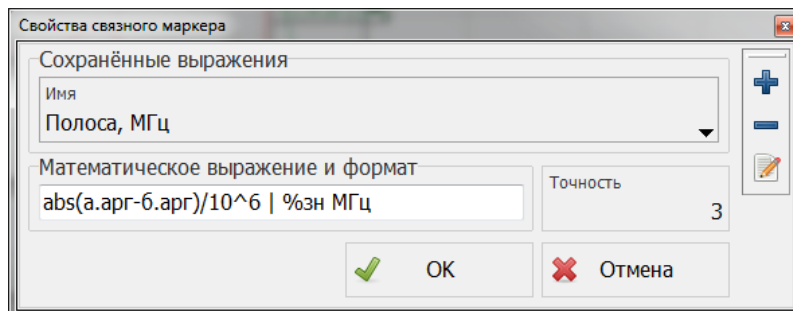 Свойства связного маркера
Сохранённые выражения
Имя
Полоса, МГц
Математическое выражение и формат
abs(а.арг-б.арг)/10^6 | %зн МГц
Точность
3
OK
Отмена